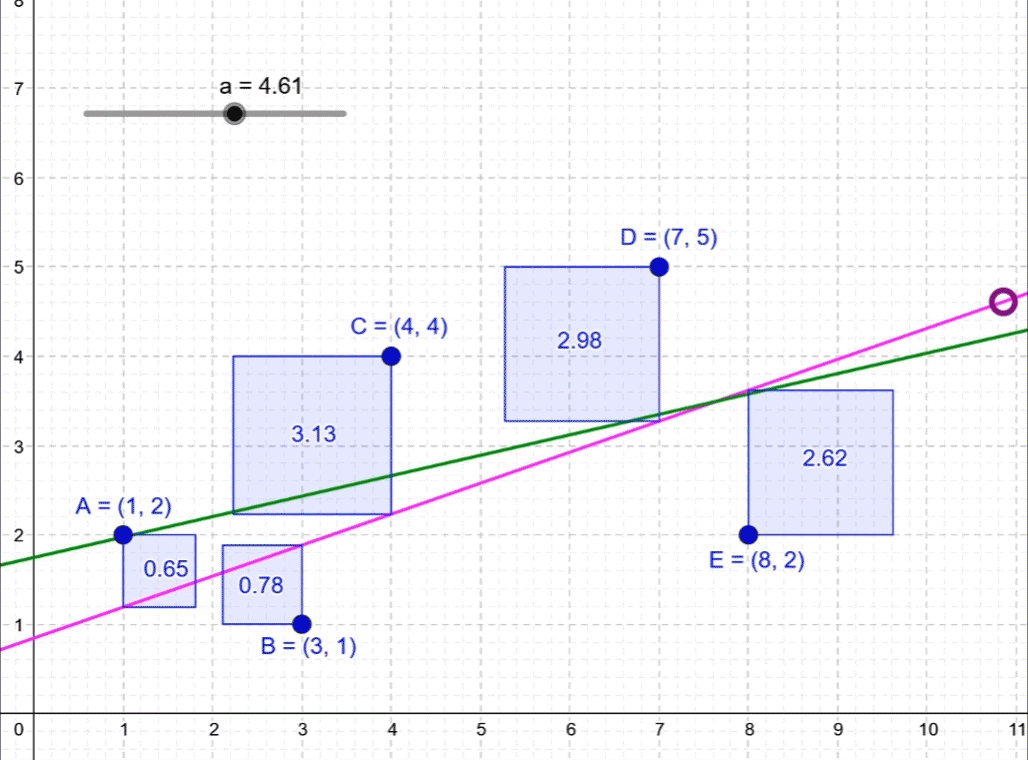 8
a = 4.61
7
6
D = (7, 5)
5
C = (4, 4)
2.98
4
3.13
3
2.62
A = (1, 2)
2
E = (8, 2)
0.65
0.78
1
B = (3, 1)
0 1 2 3 4 5 6 7 8 9 10 11